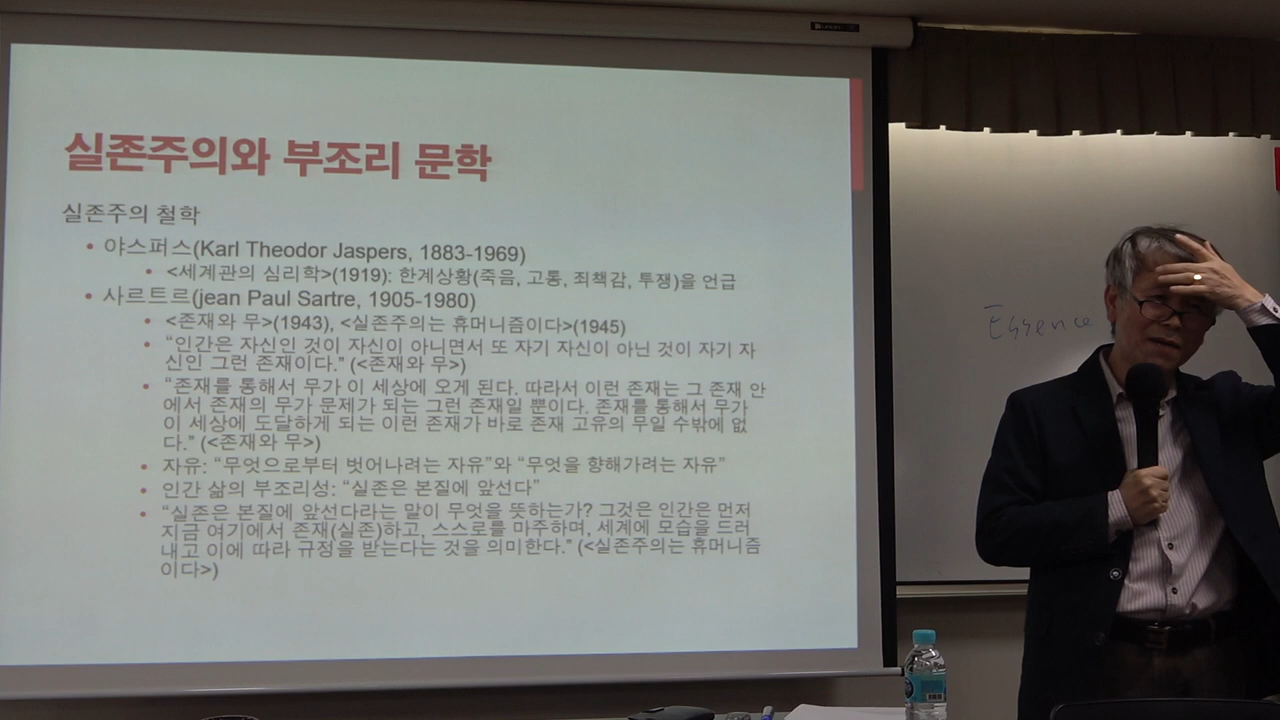 실존주의와 부조리 문학
실존주의 철학
• 야스퍼스(Karl Theodor Jaspers, 1883-1969)
• <세계관의 심리학>(1919): 한계상황(죽음, 고통, 죄책감, 투쟁)을 언급
• 사르트르(jean Paul Sartre, 1905-1980)
• <존재와 무>(1943), <실존주의는 휴머니즘이다>(1945)
• “인간은 자신인 것이 자신이 아니면서 또 자기 자신이 아닌 것이 자기 자
신인 그런 존재이다.” (<존재와 무>)
• “존재를 통해서 무가 이 세상에 오게 된다. 따라서 이런 존재는 그 존재 안
에서 존재의 무가 문제가 되는 그런 존재일 뿐이다. 존재를 통해서 무가
이 세상에 도달하게 되는 이런 존재가 바로 존재 고유의 무일 수밖에 없
다.” (<존재와 무>)
• 자유: “무엇으로부터 벗어나려는 자유”와 “무엇을 향해가려는 자유”
• 인간 삶의 부조리성: “실존은 본질에 앞선다”
• “실존은 본질에 앞선다라는 말이 무엇을 뜻하는가? 그것은 인간은 먼저
지금 여기에서 존재(실존)하고, 스스로를 마주하며, 세계에 모습을 드러
내고 이에 따라 규정을 받는다는 것을 의미한다.” (<실존주의는 휴머니즘
이다>)
Essence